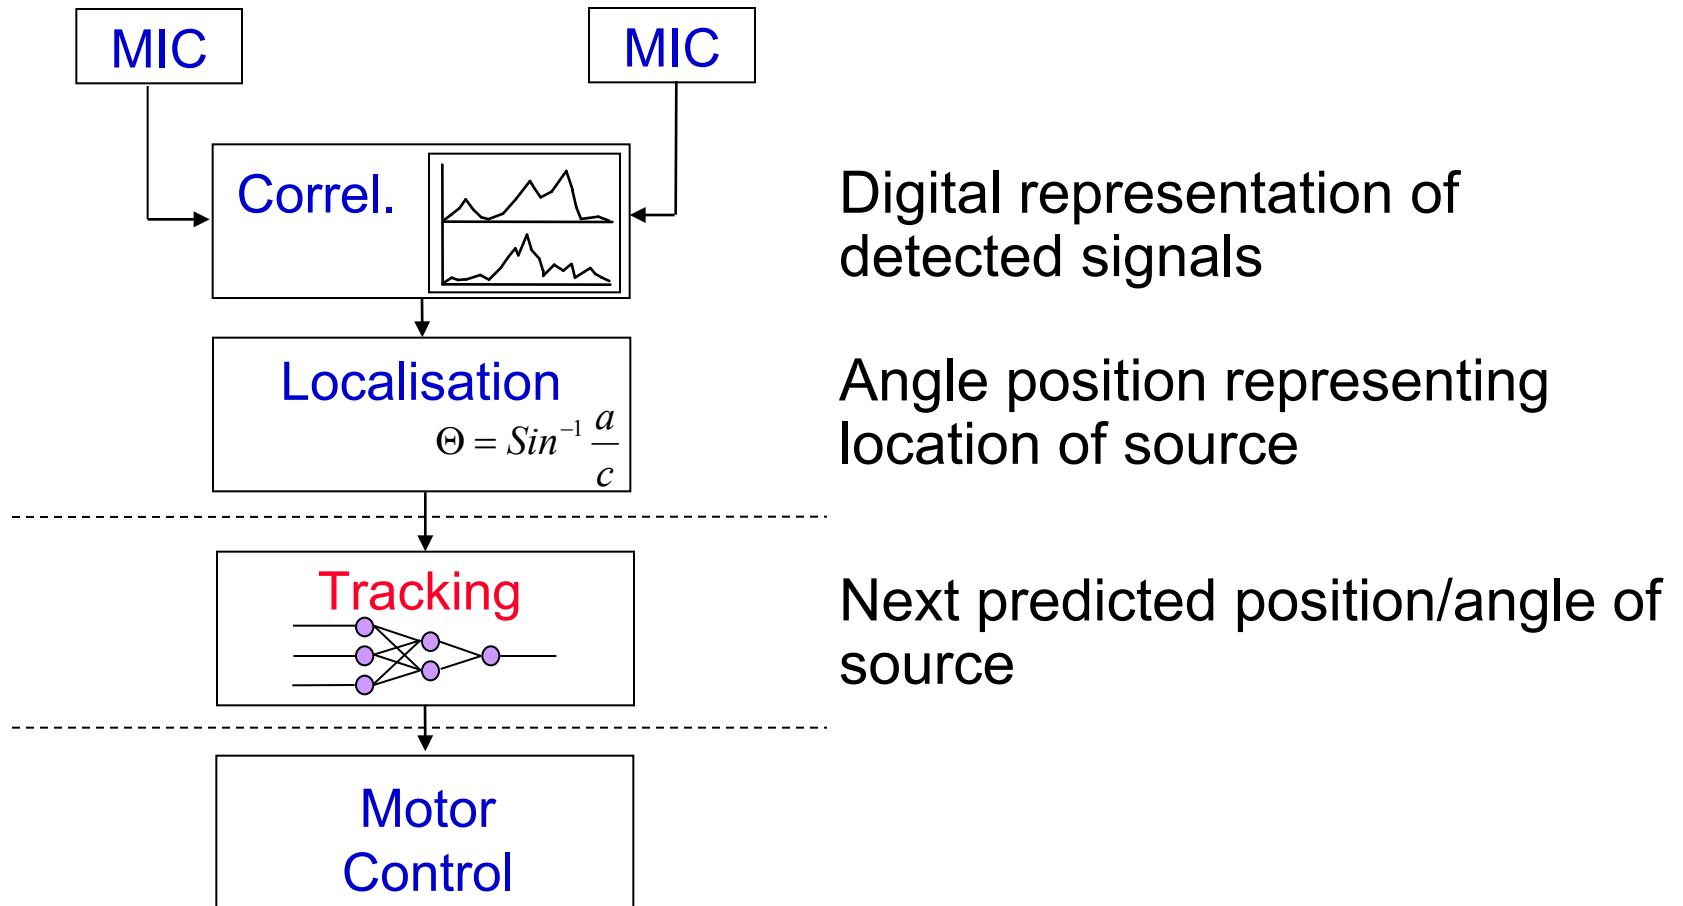 MIC
MIC
Correl.
Digital representation of
detected signals
Localisation
Θ = Sin⁻¹ a/c
Angle position representing
location of source
Tracking
Next predicted position/angle of
source
Motor
Control